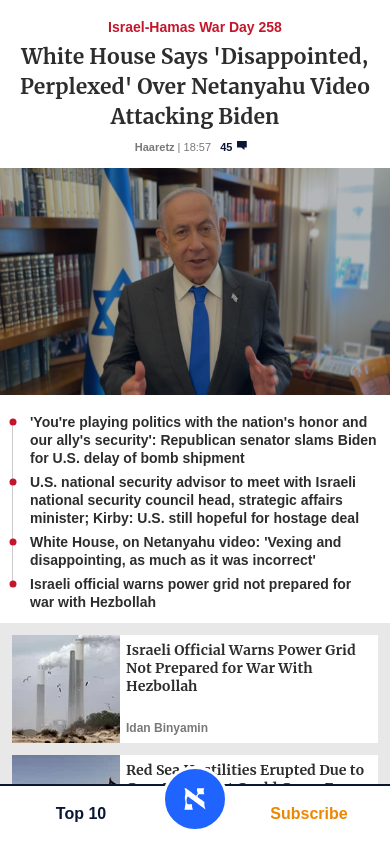 Israel-Hamas War Day 258
White House Says 'Disappointed,
Perplexed' Over Netanyahu Video
Attacking Biden
Haaretz | 18:57 45
'You're playing politics with the nation's honor and
our ally's security': Republican senator slams Biden
for U.S. delay of bomb shipment
U.S. national security advisor to meet with Israeli
national security council head, strategic affairs
minister; Kirby: U.S. still hopeful for hostage deal
White House, on Netanyahu video: 'Vexing and
disappointing, as much as it was incorrect'
Israeli official warns power grid not prepared for
war with Hezbollah
Israeli Official Warns Power Grid
Not Prepared for War With
Hezbollah
Idan Binyamin
Red Sea Hostilities Erupted Due to
Top 10
Subscribe